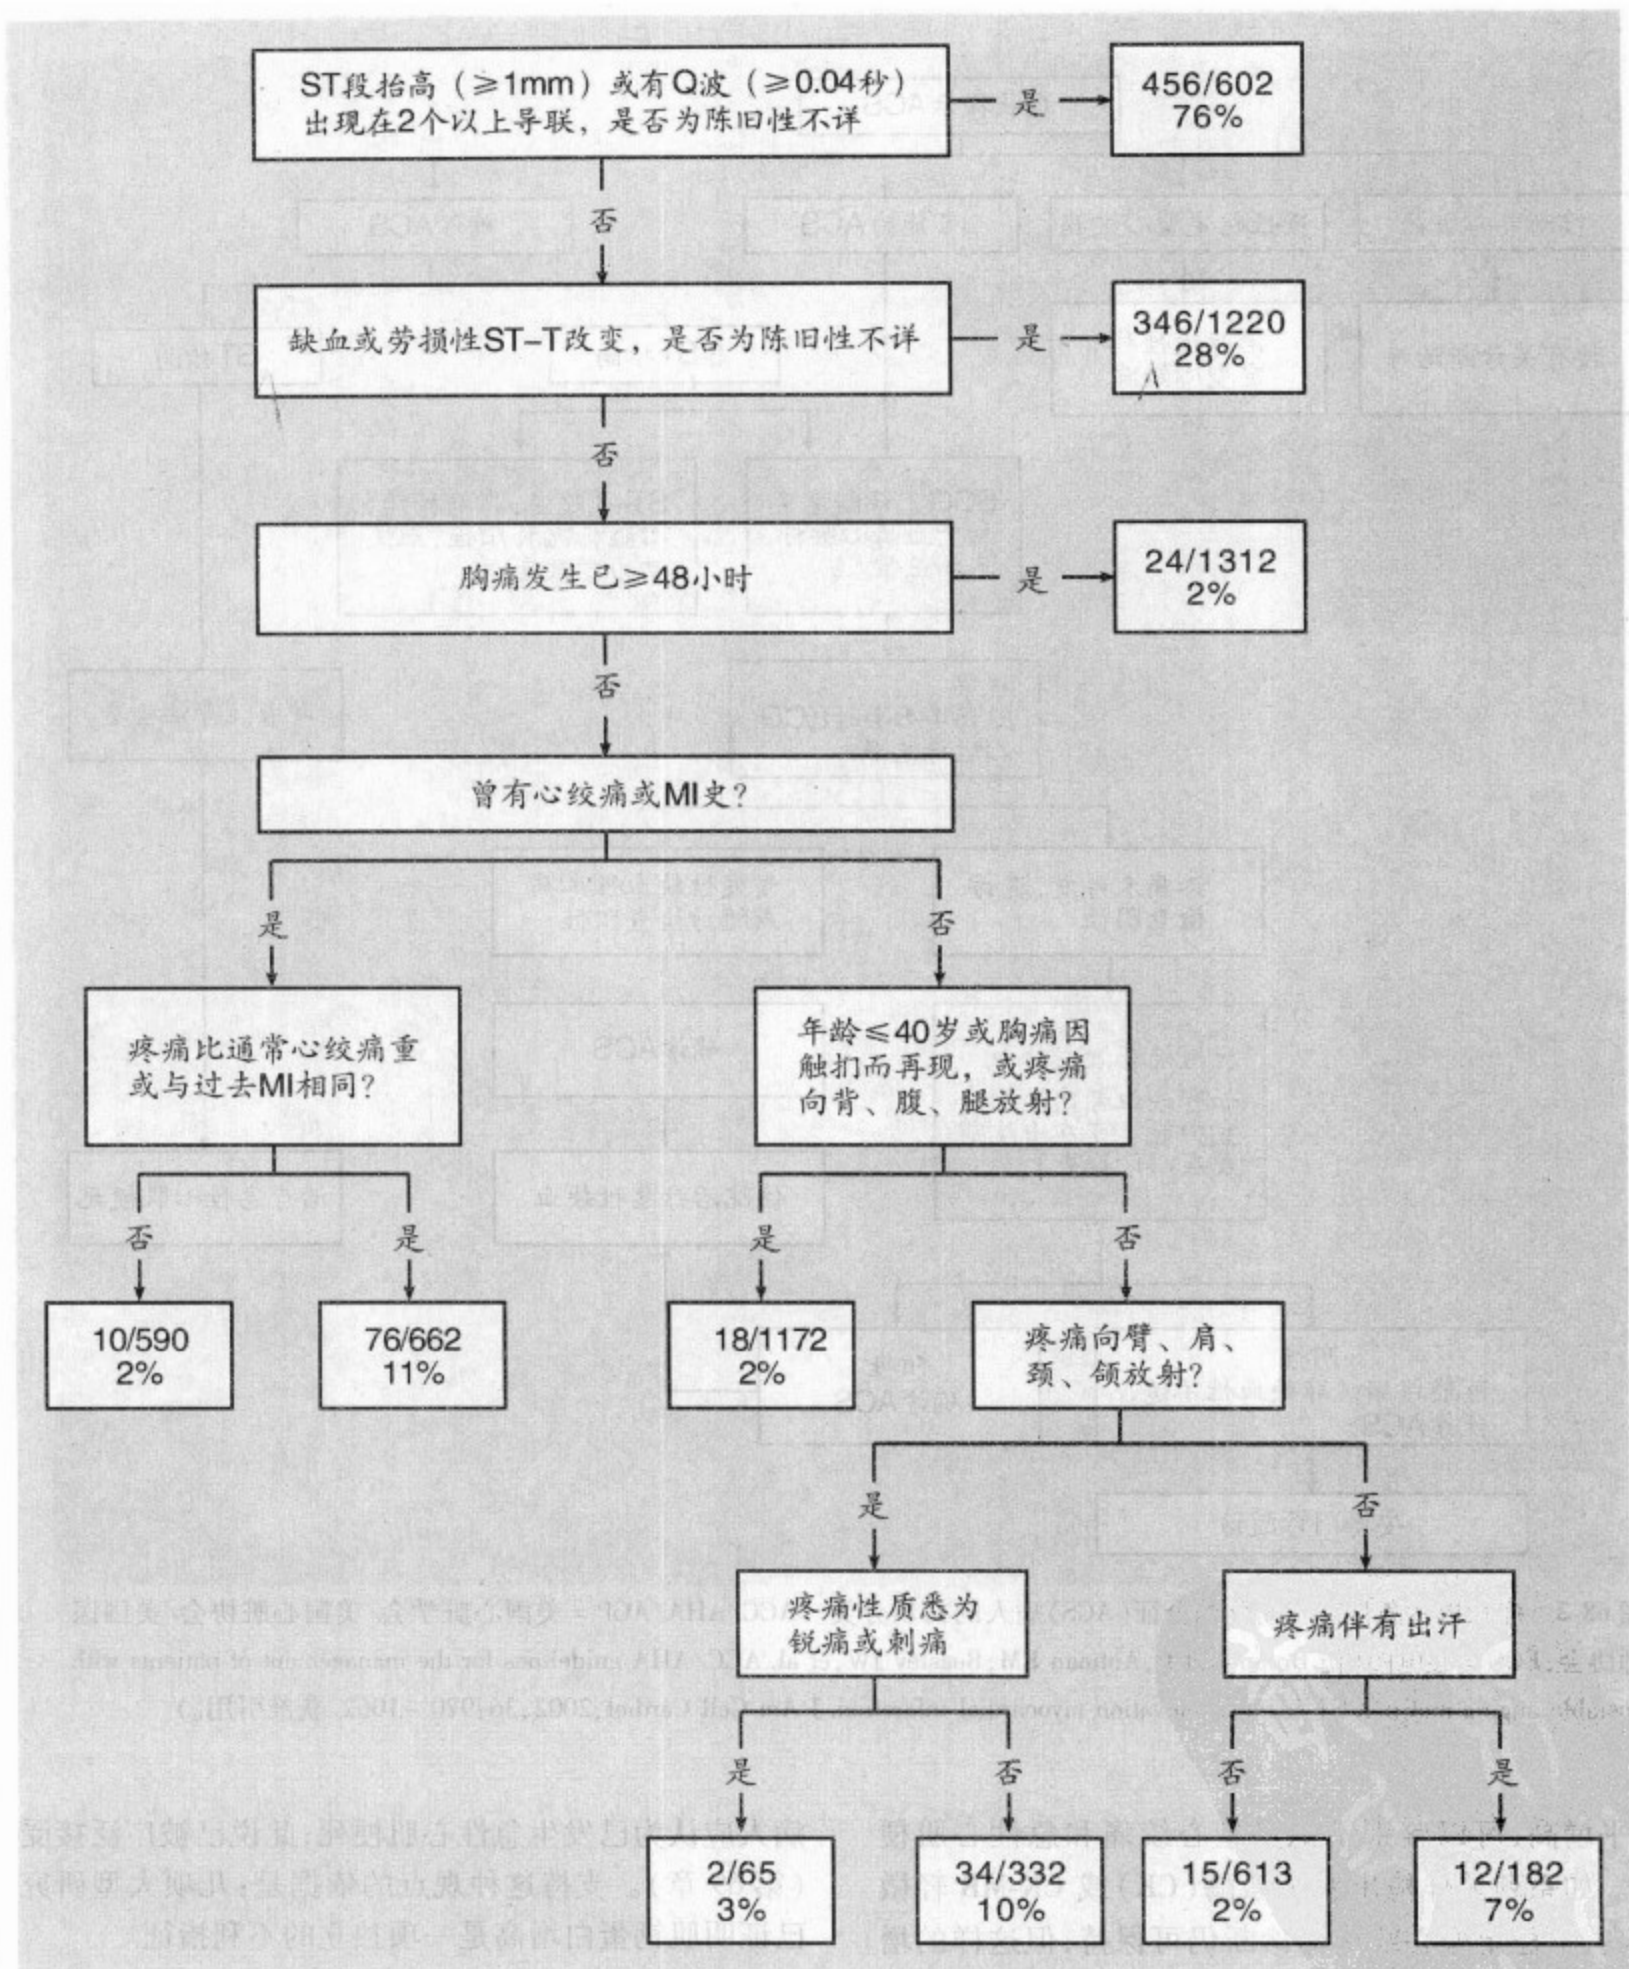 ST段抬高（≥1mm）或有Q波（≥0.04秒）
出现在2个以上导联，是否为陈旧性不详
是
456/602
76%
否
缺血或劳损性ST–T改变，是否为陈旧性不详
是
346/1220
28%
否
胸痛发生已≥48小时
是
24/1312
2%
否
曾有心绞痛或MI史？
是
否
疼痛比通常心绞痛重
或与过去MI相同？
年龄≤40岁或胸痛因
触扪而再现，或疼痛
向背、腹、腿放射？
否
是
是
否
10/590
2%
76/662
11%
18/1172
2%
疼痛向臂、肩、
颈、颌放射？
是
否
疼痛性质悉为
锐痛或刺痛
疼痛伴有出汗
是
否
否
是
2/65
3%
34/332
10%
15/613
2%
12/182
7%